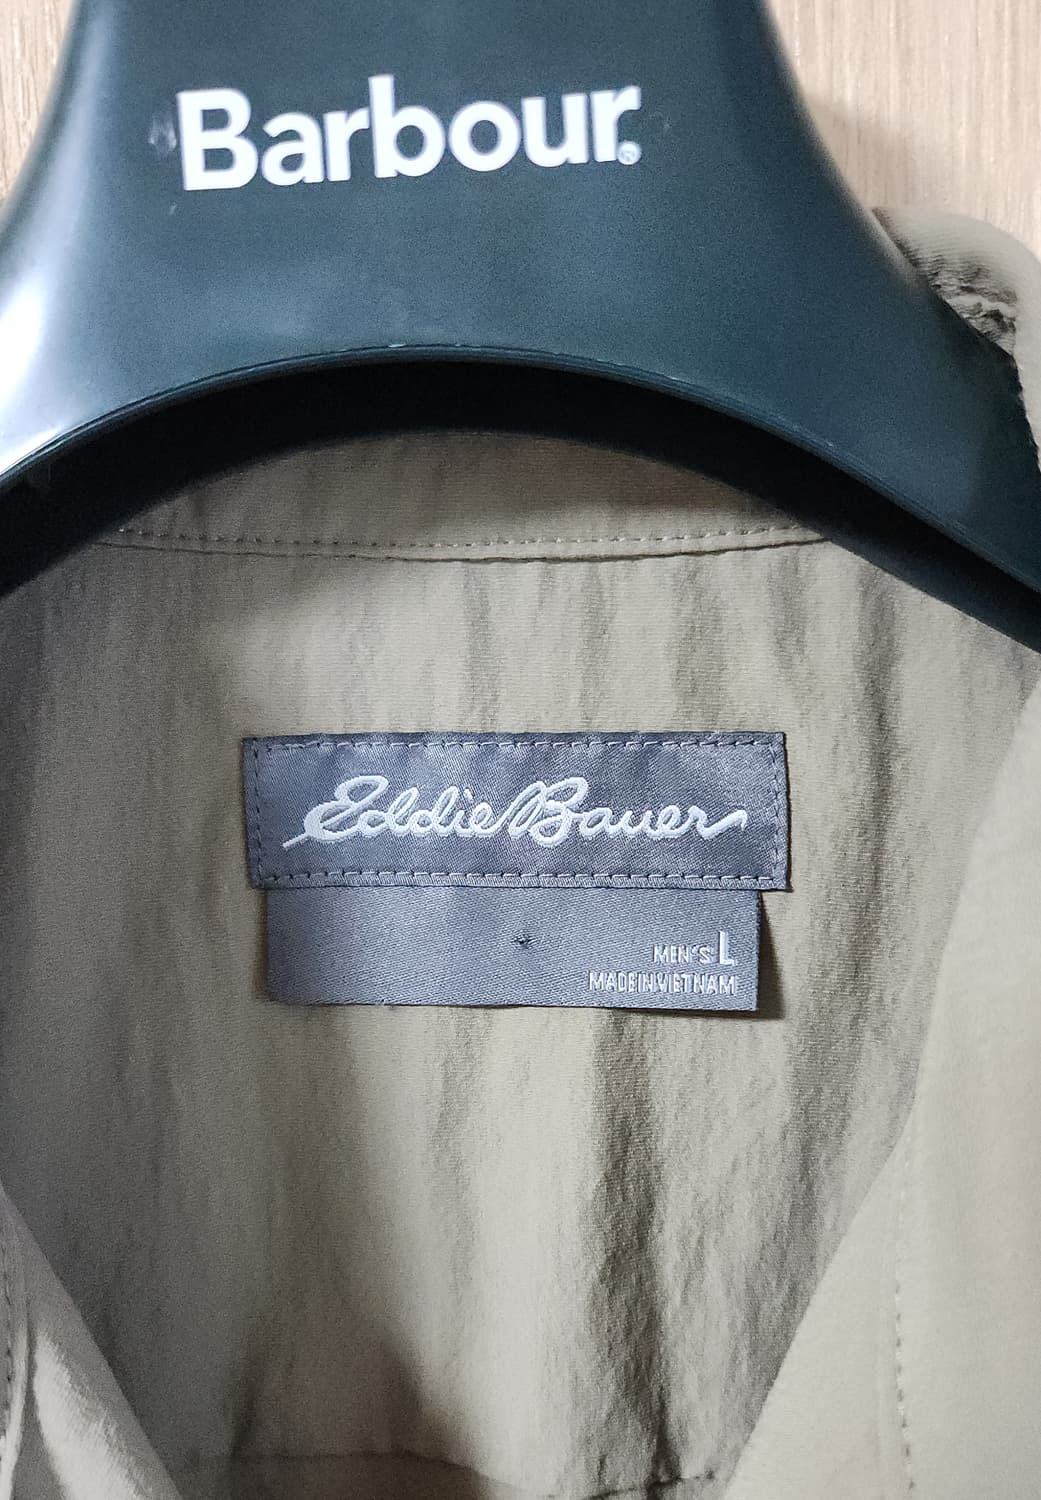 Barbour.
Eddie Bauer
MEN'S L
MADE IN VIETNAM